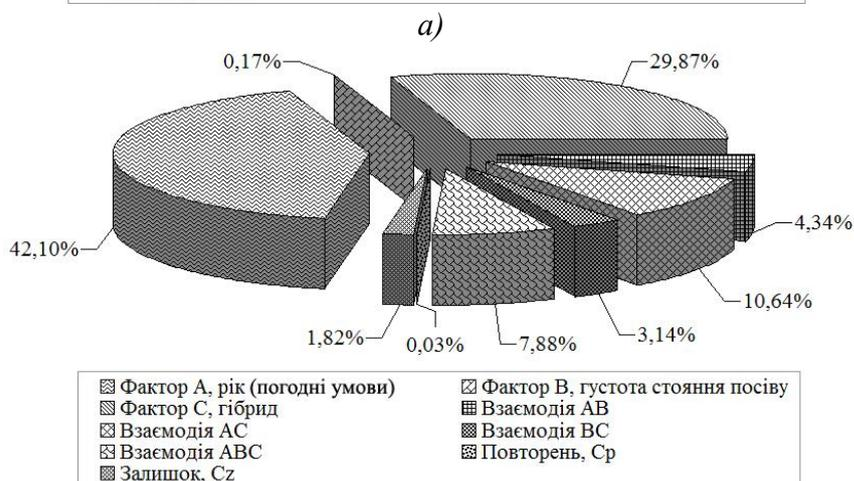 а)
0,17%
29,87%
42,10%
4,34%
10,64%
1,82%
0,03%
7,88%
3,14%
Фактор А, рік (погодні умови)
Фактор В, густота стояння посіву
Фактор С, гібрид
Взаємодія АВ
Взаємодія АС
Взаємодія ВС
Взаємодія АВС
Повторень, Ср
Залишок, Cz